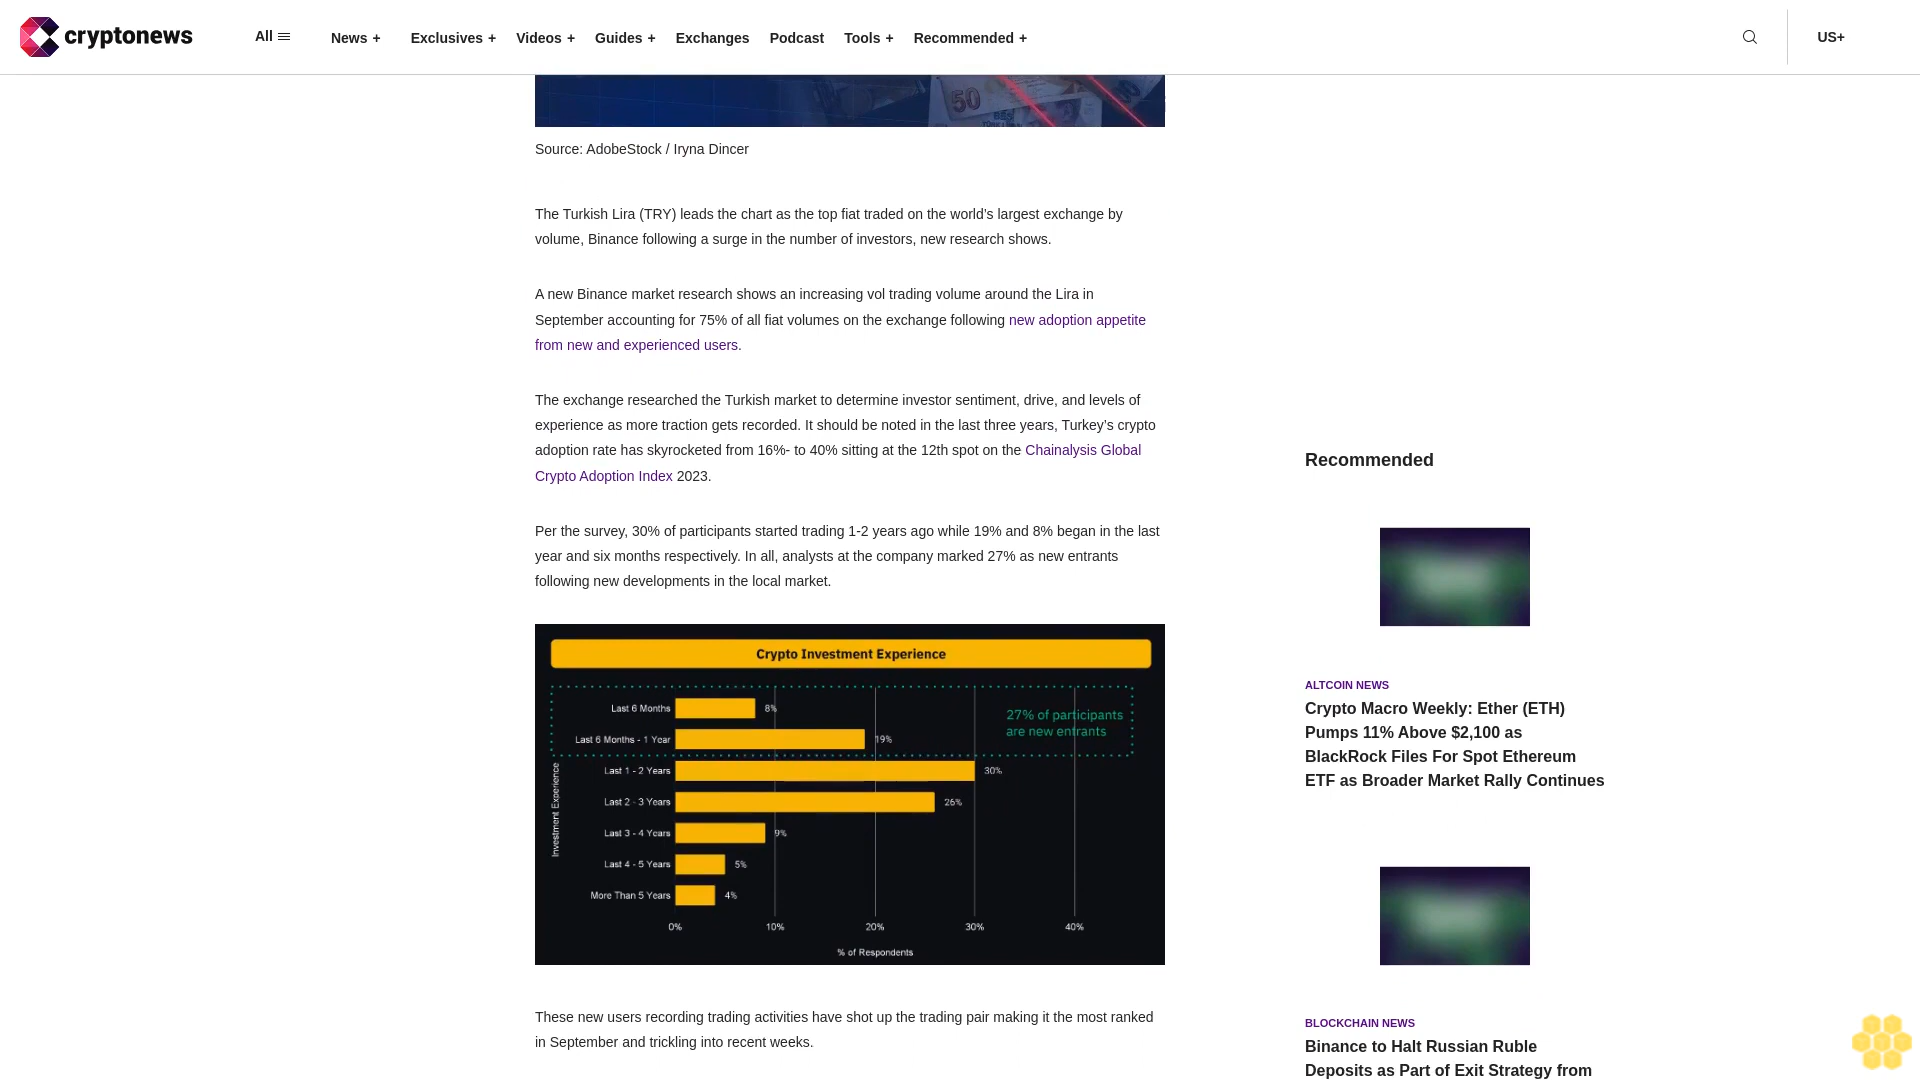 cryptonews
All
News +
Exclusives +
Videos +
Guides +
Exchanges
Podcast
Tools +
Recommended +
US+
50
Source: AdobeStock / Iryna Dincer
The Turkish Lira (TRY) leads the chart as the top fiat traded on the world’s largest exchange by
volume, Binance following a surge in the number of investors, new research shows.
A new Binance market research shows an increasing vol trading volume around the Lira in
September accounting for 75% of all fiat volumes on the exchange following new adoption appetite
from new and experienced users.
The exchange researched the Turkish market to determine investor sentiment, drive, and levels of
experience as more traction gets recorded. It should be noted in the last three years, Turkey’s crypto
adoption rate has skyrocketed from 16%- to 40% sitting at the 12th spot on the Chainalysis Global
Crypto Adoption Index 2023.
Per the survey, 30% of participants started trading 1-2 years ago while 19% and 8% began in the last
year and six months respectively. In all, analysts at the company marked 27% as new entrants
following new developments in the local market.
Crypto Investment Experience
27% of participants
are new entrants
Investment Experience
Last 6 Months 8%
Last 6 Months - 1 Year 19%
Last 1 - 2 Years 30%
Last 2 - 3 Years 26%
Last 3 - 4 Years 9%
Last 4 - 5 Years 5%
More Than 5 Years 4%
0% 10% 20% 30% 40%
% of Respondents
These new users recording trading activities have shot up the trading pair making it the most ranked
in September and trickling into recent weeks.
Recommended
ALTCOIN NEWS
Crypto Macro Weekly: Ether (ETH)
Pumps 11% Above $2,100 as
BlackRock Files For Spot Ethereum
ETF as Broader Market Rally Continues
BLOCKCHAIN NEWS
Binance to Halt Russian Ruble
Deposits as Part of Exit Strategy from